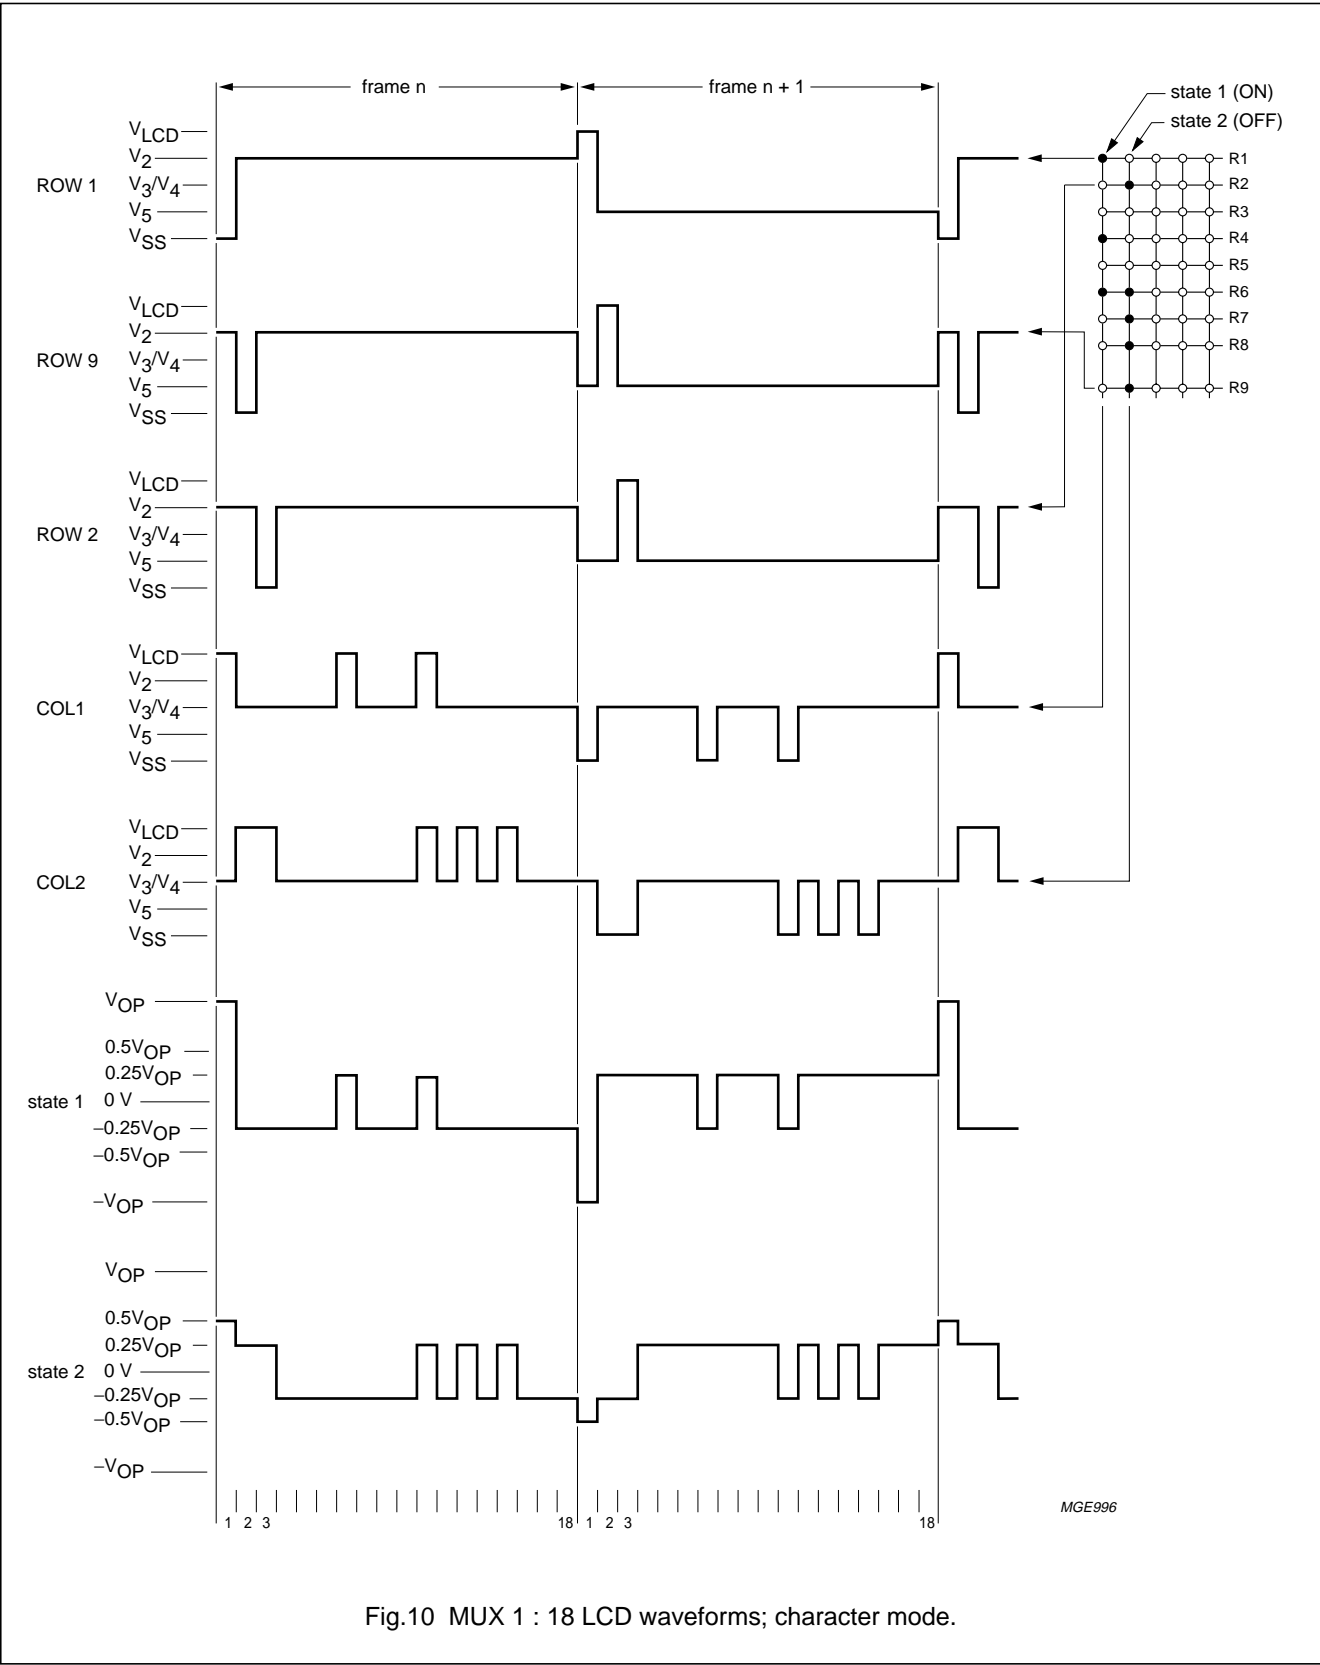 frame n
frame n + 1
state 1 (ON)
state 2 (OFF)
R1
R2
R3
R4
R5
R6
R7
R8
R9
ROW 1
VLCD
V2
V3/V4
V5
VSS
ROW 9
VLCD
V2
V3/V4
V5
VSS
ROW 2
VLCD
V2
V3/V4
V5
VSS
COL1
VLCD
V2
V3/V4
V5
VSS
COL2
VLCD
V2
V3/V4
V5
VSS
state 1
VOP
0.5VOP
0.25VOP
0 V
−0.25VOP
−0.5VOP
−VOP
state 2
VOP
0.5VOP
0.25VOP
0 V
−0.25VOP
−0.5VOP
−VOP
1 2 3 18 1 2 3 18
MGE996
Fig.10 MUX 1 : 18 LCD waveforms; character mode.